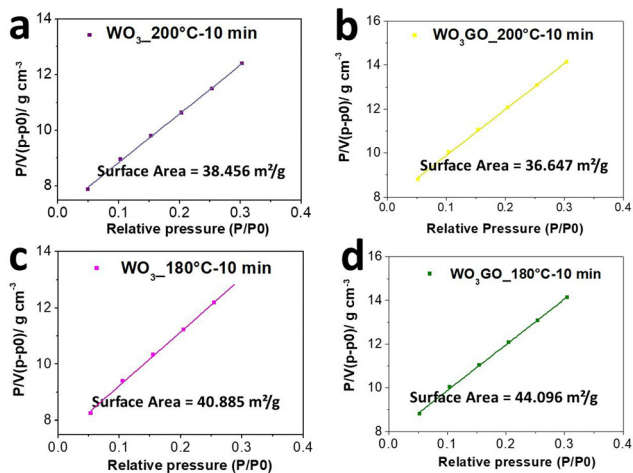 a
WO₃_200°C-10 min
P/V(p-p0)/ g cm⁻³
14
12
10
8
Surface Area = 38.456 m²/g
0.0 0.1 0.2 0.3 0.4
Relative pressure (P/P0)
b
WO₃GO_200°C-10 min
P/V(p-p0)/ g cm⁻³
16
14
12
10
8
Surface Area = 36.647 m²/g
0.0 0.1 0.2 0.3 0.4
Relative Pressure (P/P0)
c
WO₃_180°C-10 min
P/V(p-p0)/ g cm⁻³
14
12
10
8
Surface Area = 40.885 m²/g
0.0 0.1 0.2 0.3 0.4
Relative pressure (P/P0)
d
WO₃GO_180°C-10 min
P/V(p-p0)/ g cm⁻³
16
14
12
10
8
Surface Area = 44.096 m²/g
0.0 0.1 0.2 0.3 0.4
Relative pressure (P/P0)